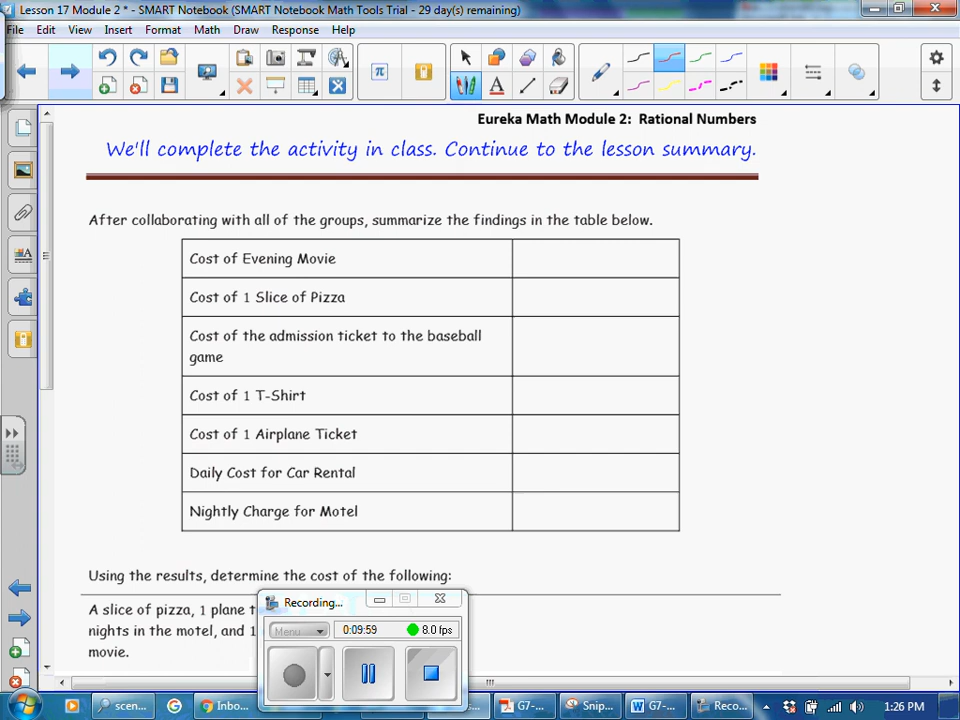 Lesson 17 Module 2 * - SMART Notebook (SMART Notebook Math Tools Trial - 29 day(s) remaining)
File Edit View Insert Format Math Draw Response Help
Eureka Math Module 2: Rational Numbers
We'll complete the activity in class. Continue to the lesson summary.
After collaborating with all of the groups, summarize the findings in the table below.
Cost of Evening Movie
Cost of 1 Slice of Pizza
Cost of the admission ticket to the baseball
game
Cost of 1 T-Shirt
Cost of 1 Airplane Ticket
Daily Cost for Car Rental
Nightly Charge for Motel
Using the results, determine the cost of the following:
A slice of pizza, 1 plane
nights in the motel, and 1
movie.
Recording...
Menu 0:09:59 8.0 fps
scen... Inbo... G7-... Snip... G7-... Reco... 1:26 PM